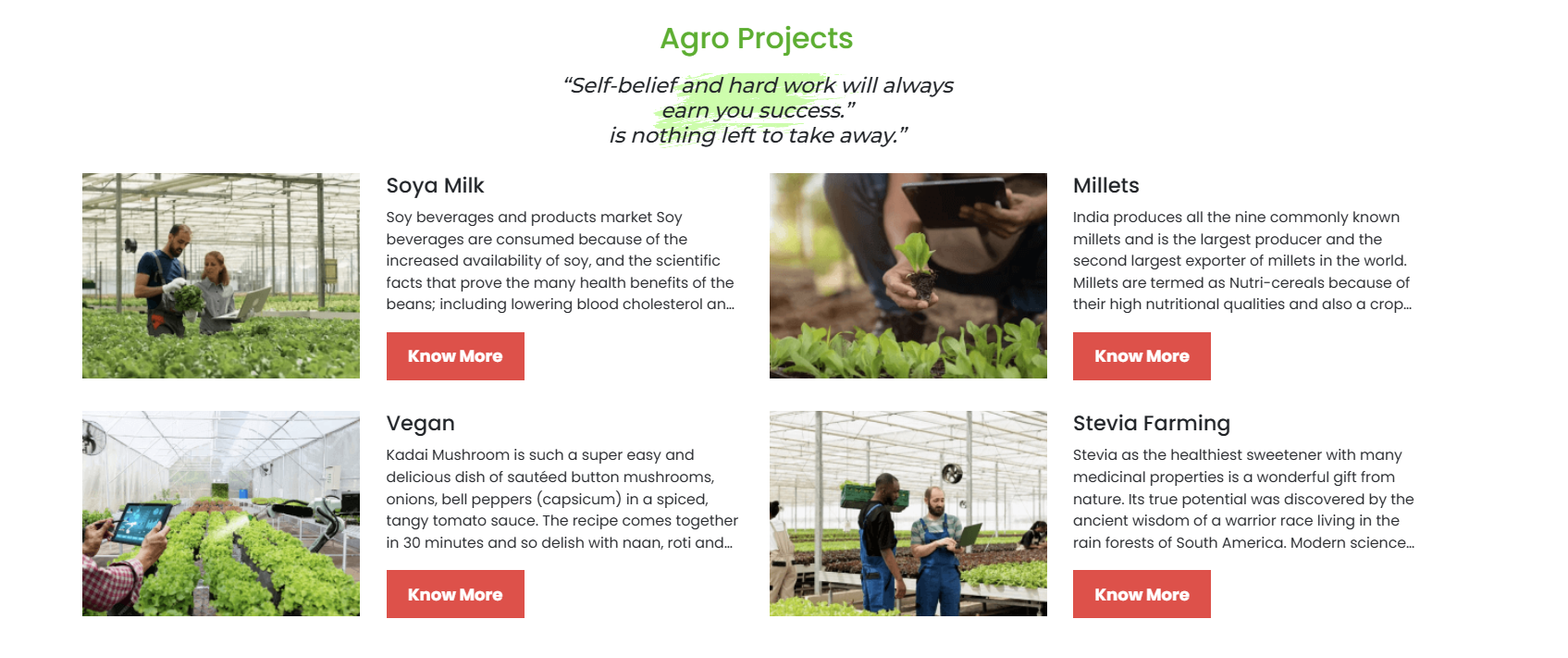 Agro Projects
“Self-belief and hard work will always
earn you success.”
is nothing left to take away.”
Soya Milk
Soy beverages and products market Soy
beverages are consumed because of the
increased availability of soy, and the scientific
facts that prove the many health benefits of the
beans; including lowering blood cholesterol an…
Know More
Millets
India produces all the nine commonly known
millets and is the largest producer and the
second largest exporter of millets in the world.
Millets are termed as Nutri-cereals because of
their high nutritional qualities and also a crop…
Know More
Vegan
Kadai Mushroom is such a super easy and
delicious dish of sautéed button mushrooms,
onions, bell peppers (capsicum) in a spiced,
tangy tomato sauce. The recipe comes together
in 30 minutes and so delish with naan, roti and…
Know More
Stevia Farming
Stevia as the healthiest sweetener with many
medicinal properties is a wonderful gift from
nature. Its true potential was discovered by the
ancient wisdom of a warrior race living in the
rain forests of South America. Modern science…
Know More